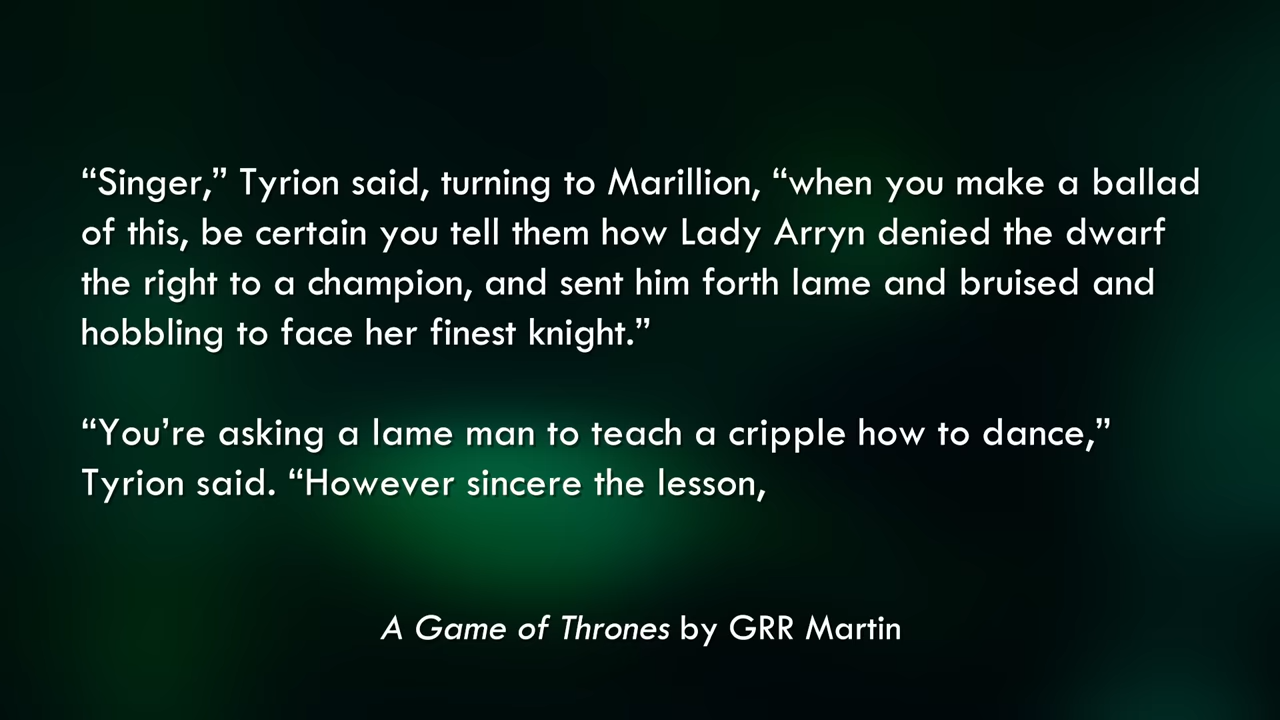 “Singer,” Tyrion said, turning to Marillion, “when you make a ballad
of this, be certain you tell them how Lady Arryn denied the dwarf
the right to a champion, and sent him forth lame and bruised and
hobbling to face her finest knight.”
“You’re asking a lame man to teach a cripple how to dance,”
Tyrion said. “However sincere the lesson,
A Game of Thrones by GRR Martin